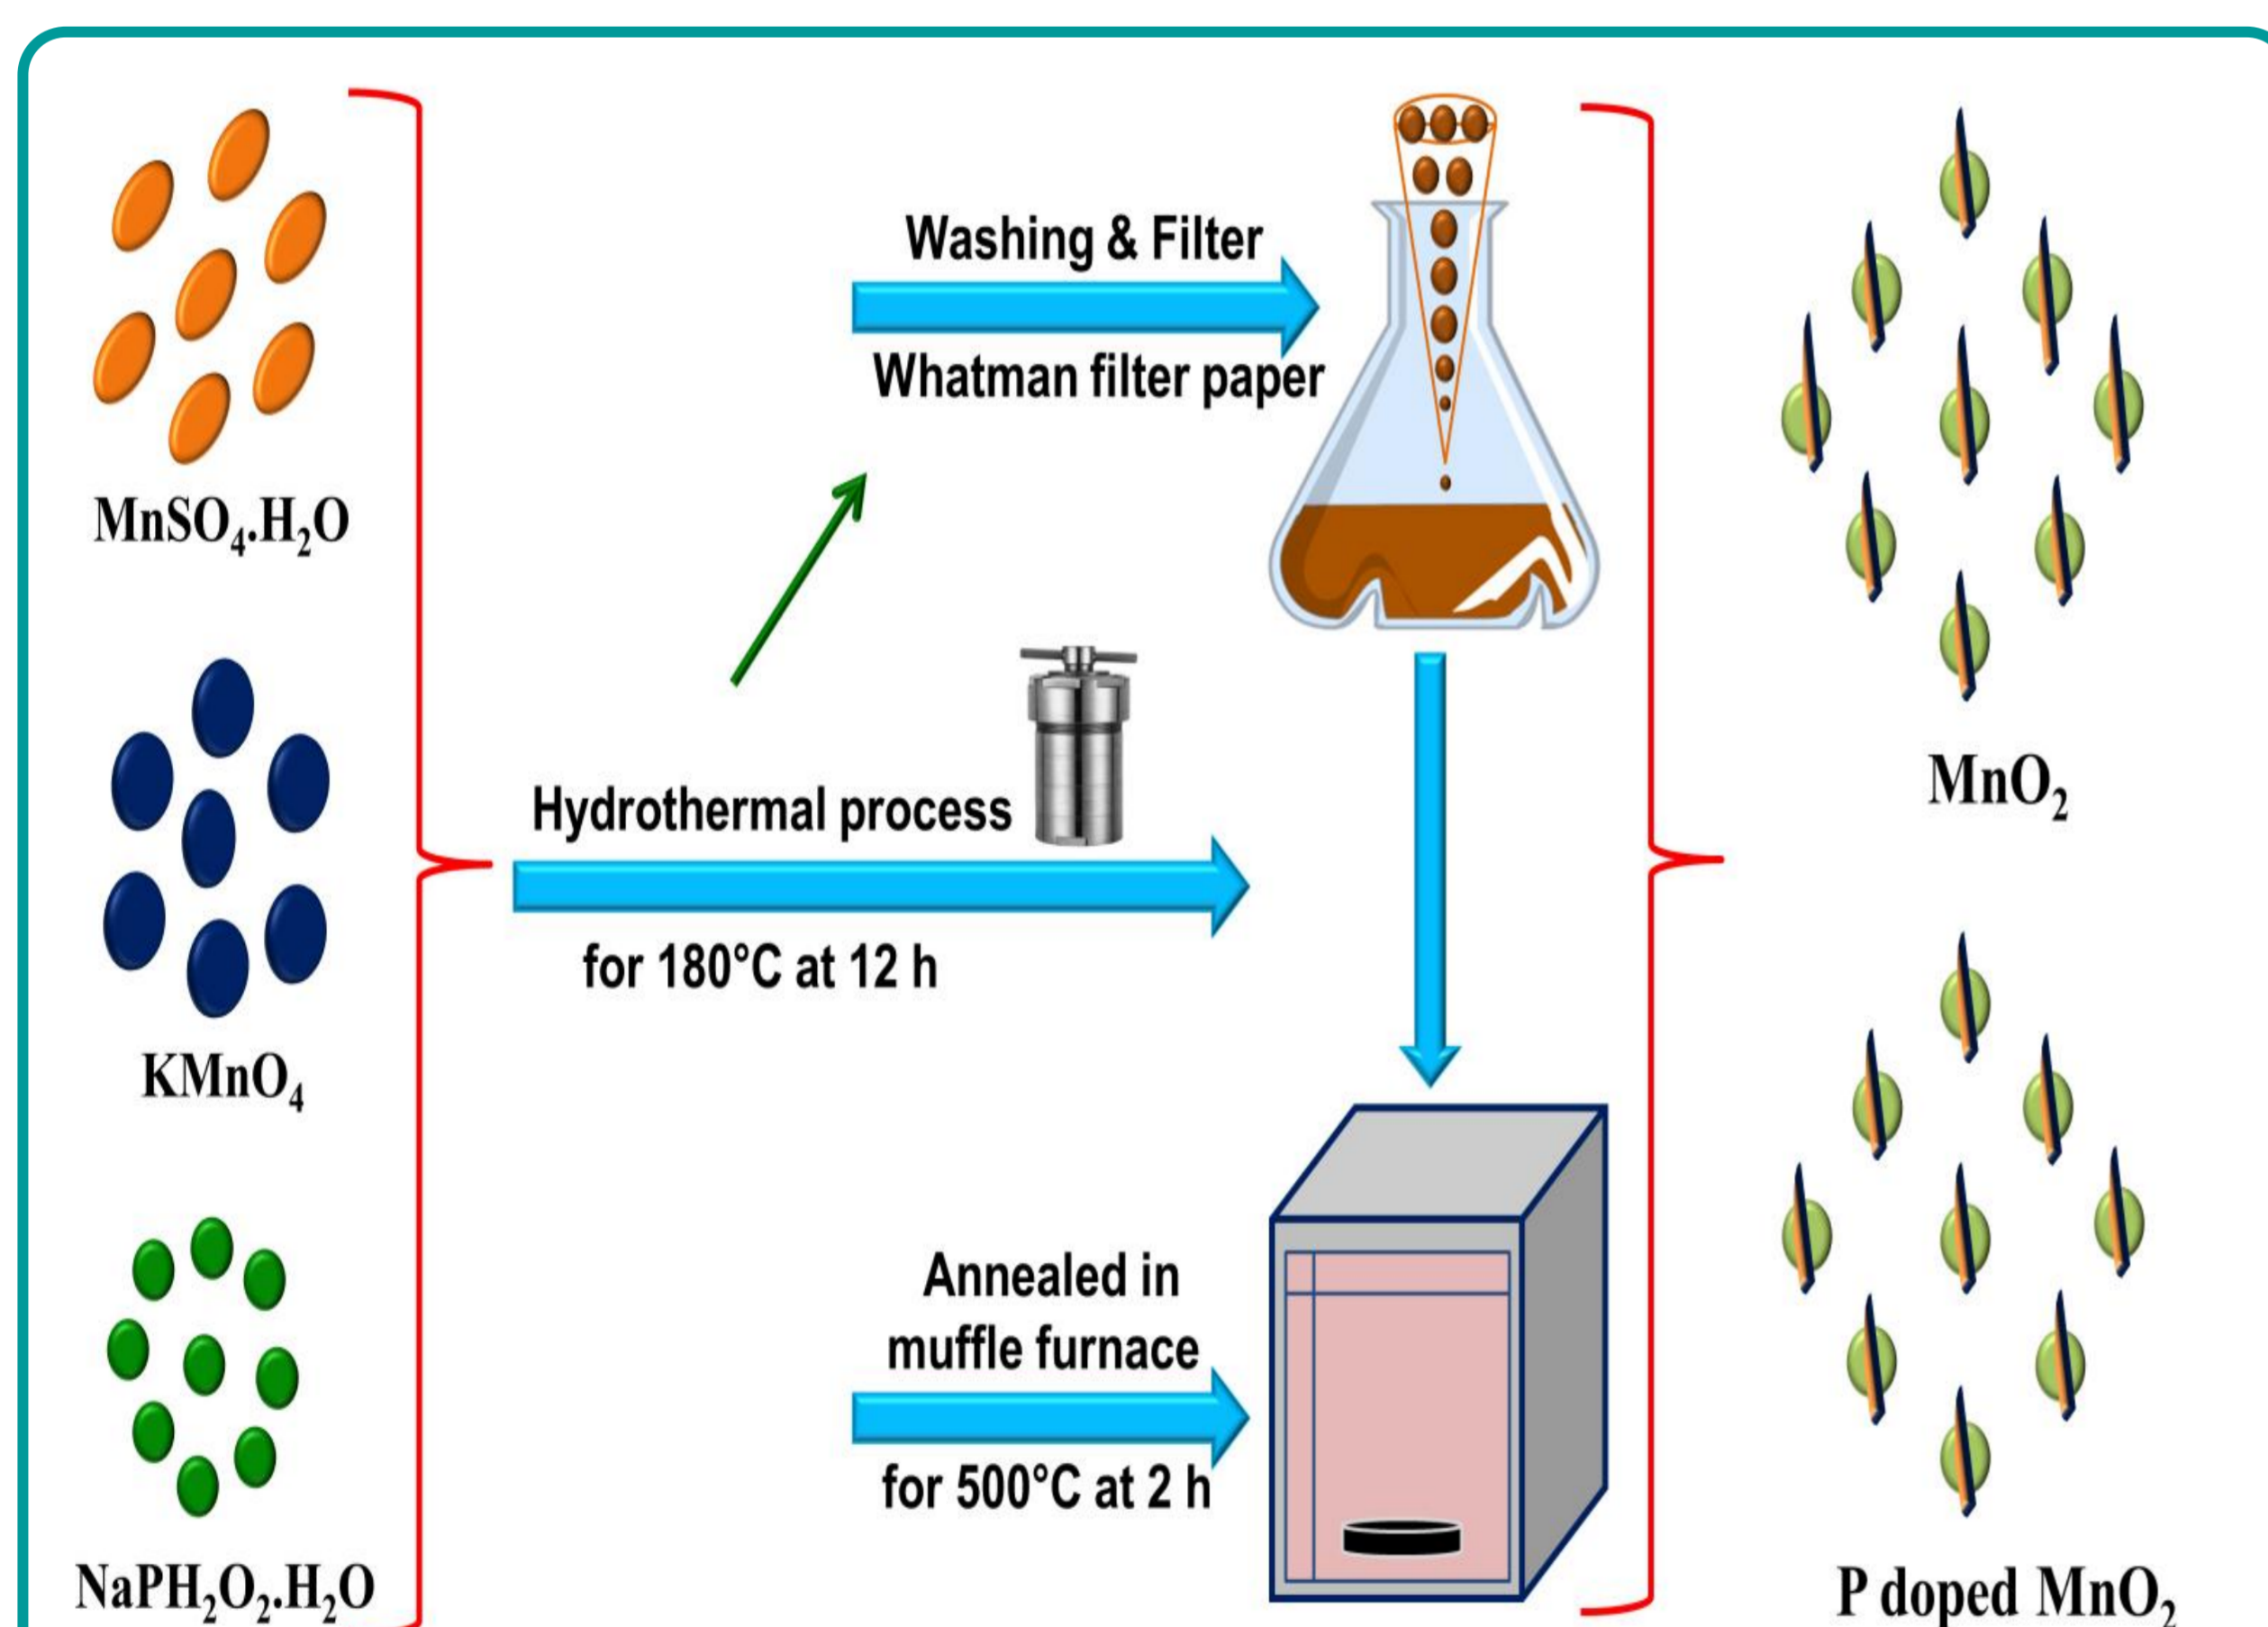 MnSO₄.H₂O
KMnO₄
NaPH₂O₂.H₂O
Washing & Filter
Whatman filter paper
Hydrothermal process
for 180°C at 12 h
Annealed in
muffle furnace
for 500°C at 2 h
MnO₂
P doped MnO₂